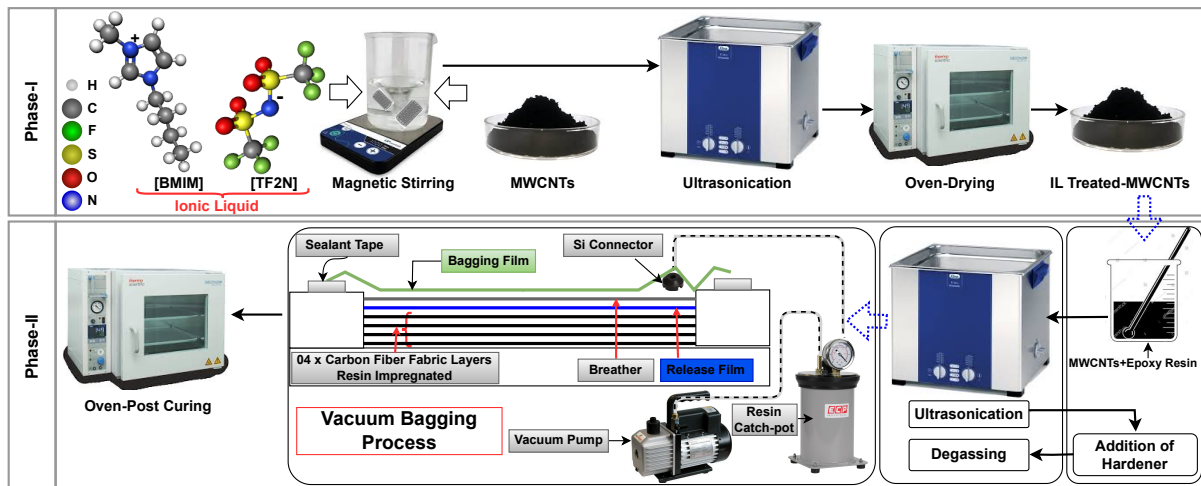 Phase-I
H
C
F
S
O
N
+
-
[BMIM]
[TF2N]
Ionic Liquid
Magnetic Stirring
MWCNTs
Ultrasonication
Oven-Drying
IL Treated-MWCNTs
Phase-II
Oven-Post Curing
Sealant Tape
Bagging Film
Si Connector
04 x Carbon Fiber Fabric Layers
Resin Impregnated
Breather
Release Film
Vacuum Bagging
Process
Vacuum Pump
Resin
Catch-pot
ECP
Ultrasonication
Degassing
Addition of
Hardener
MWCNTs+Epoxy Resin